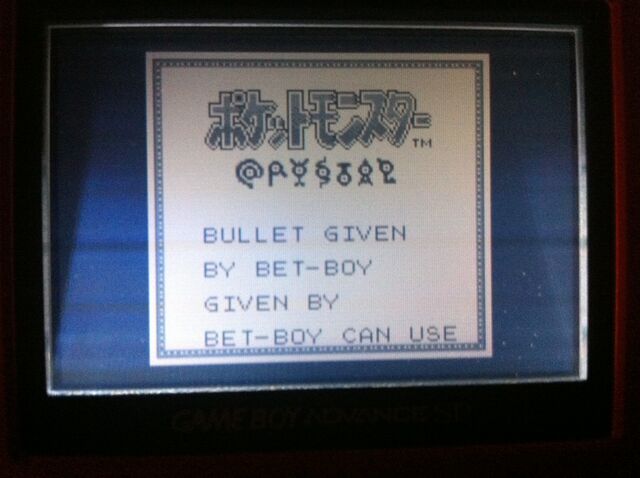 ポケットモンスター
TM
CRYSTAL
BULLET GIVEN
BY BET-BOY
GIVEN BY
BET-BOY CAN USE
GAME BOY ADVANCE SP